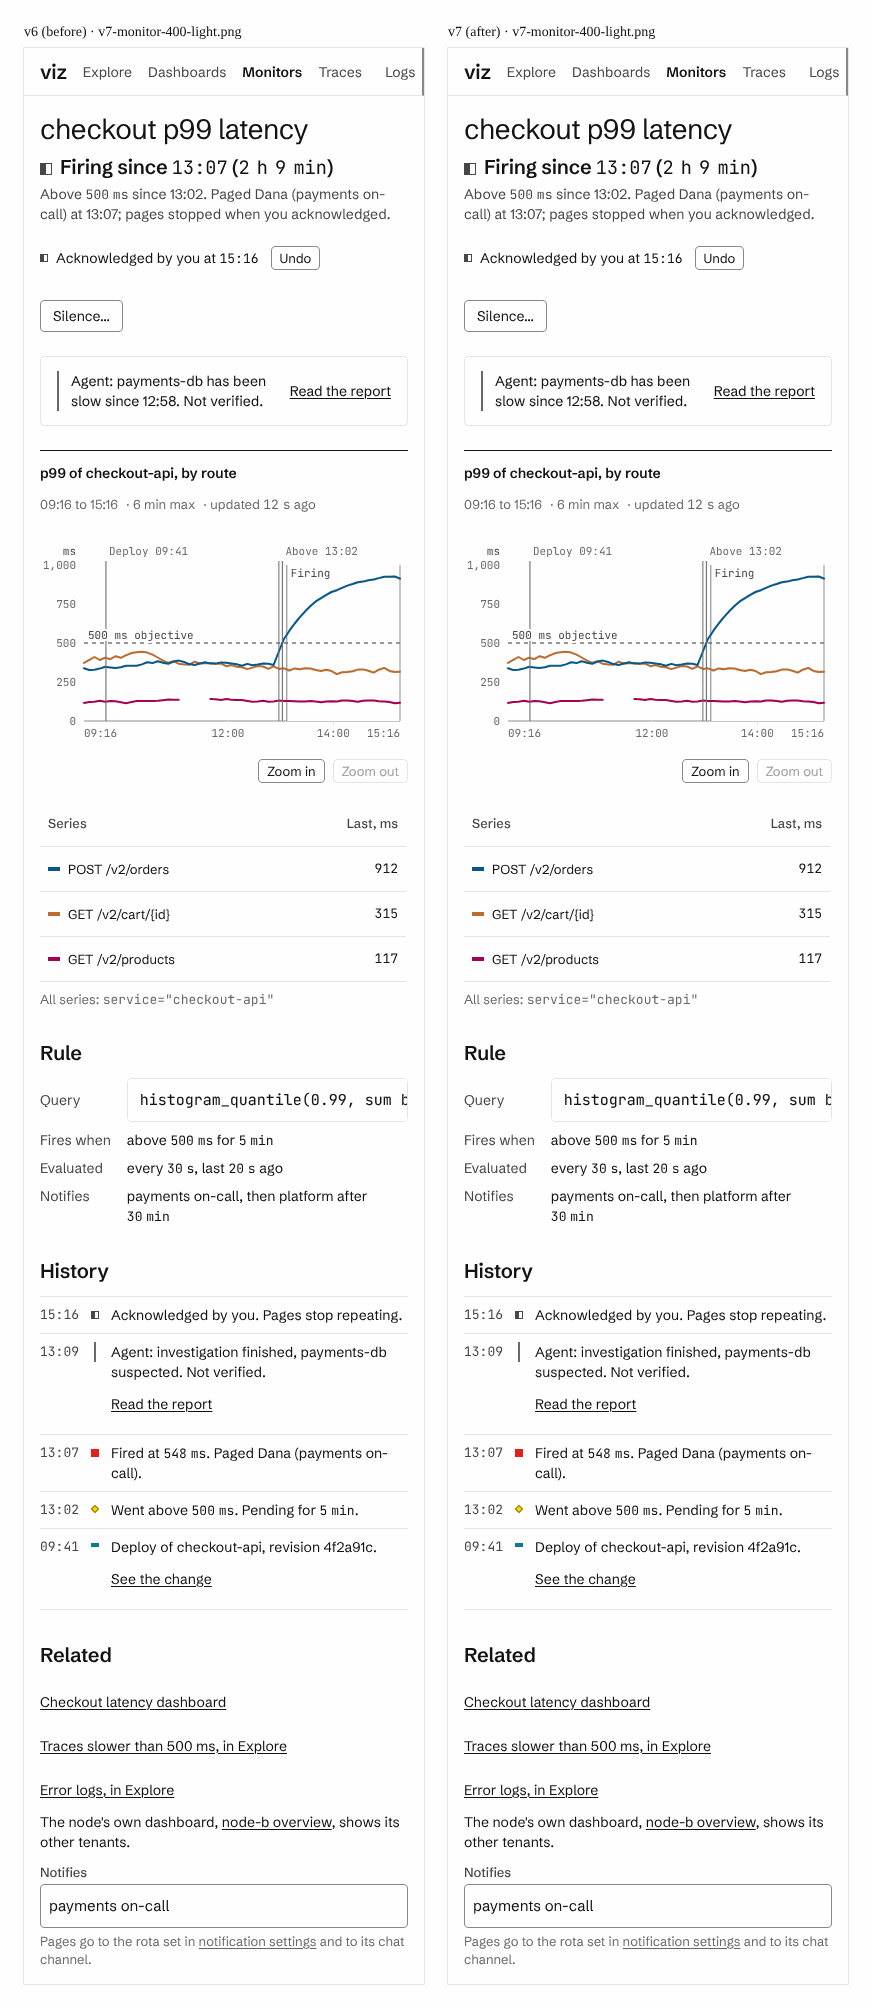 v6 (before) · v7-monitor-400-light.png
viz Explore Dashboards Monitors Traces Logs
checkout p99 latency
Firing since 13:07 (2 h 9 min)
Above 500 ms since 13:02. Paged Dana (payments on-
call) at 13:07; pages stopped when you acknowledged.
Acknowledged by you at 15:16 Undo
Silence...
Agent: payments-db has been
slow since 12:58. Not verified.
Read the report
p99 of checkout-api, by route
09:16 to 15:16 · 6 min max · updated 12 s ago
ms Deploy 09:41 Above 13:02
1,000 Firing
750
500 500 ms objective
250
0
09:16 12:00 14:00 15:16
Zoom in Zoom out
Series Last, ms
POST /v2/orders 912
GET /v2/cart/{id} 315
GET /v2/products 117
All series: service="checkout-api"
Rule
Query histogram_quantile(0.99, sum b
Fires when above 500 ms for 5 min
Evaluated every 30 s, last 20 s ago
Notifies payments on-call, then platform after
30 min
History
15:16 Acknowledged by you. Pages stop repeating.
13:09 Agent: investigation finished, payments-db
suspected. Not verified.
Read the report
13:07 Fired at 548 ms. Paged Dana (payments on-
call).
13:02 Went above 500 ms. Pending for 5 min.
09:41 Deploy of checkout-api, revision 4f2a91c.
See the change
Related
Checkout latency dashboard
Traces slower than 500 ms, in Explore
Error logs, in Explore
The node's own dashboard, node-b overview, shows its
other tenants.
Notifies
payments on-call
Pages go to the rota set in notification settings and to its chat
channel.
v7 (after) · v7-monitor-400-light.png
viz Explore Dashboards Monitors Traces Logs
checkout p99 latency
Firing since 13:07 (2 h 9 min)
Above 500 ms since 13:02. Paged Dana (payments on-
call) at 13:07; pages stopped when you acknowledged.
Acknowledged by you at 15:16 Undo
Silence...
Agent: payments-db has been
slow since 12:58. Not verified.
Read the report
p99 of checkout-api, by route
09:16 to 15:16 · 6 min max · updated 12 s ago
ms Deploy 09:41 Above 13:02
1,000 Firing
750
500 500 ms objective
250
0
09:16 12:00 14:00 15:16
Zoom in Zoom out
Series Last, ms
POST /v2/orders 912
GET /v2/cart/{id} 315
GET /v2/products 117
All series: service="checkout-api"
Rule
Query histogram_quantile(0.99, sum b
Fires when above 500 ms for 5 min
Evaluated every 30 s, last 20 s ago
Notifies payments on-call, then platform after
30 min
History
15:16 Acknowledged by you. Pages stop repeating.
13:09 Agent: investigation finished, payments-db
suspected. Not verified.
Read the report
13:07 Fired at 548 ms. Paged Dana (payments on-
call).
13:02 Went above 500 ms. Pending for 5 min.
09:41 Deploy of checkout-api, revision 4f2a91c.
See the change
Related
Checkout latency dashboard
Traces slower than 500 ms, in Explore
Error logs, in Explore
The node's own dashboard, node-b overview, shows its
other tenants.
Notifies
payments on-call
Pages go to the rota set in notification settings and to its chat
channel.